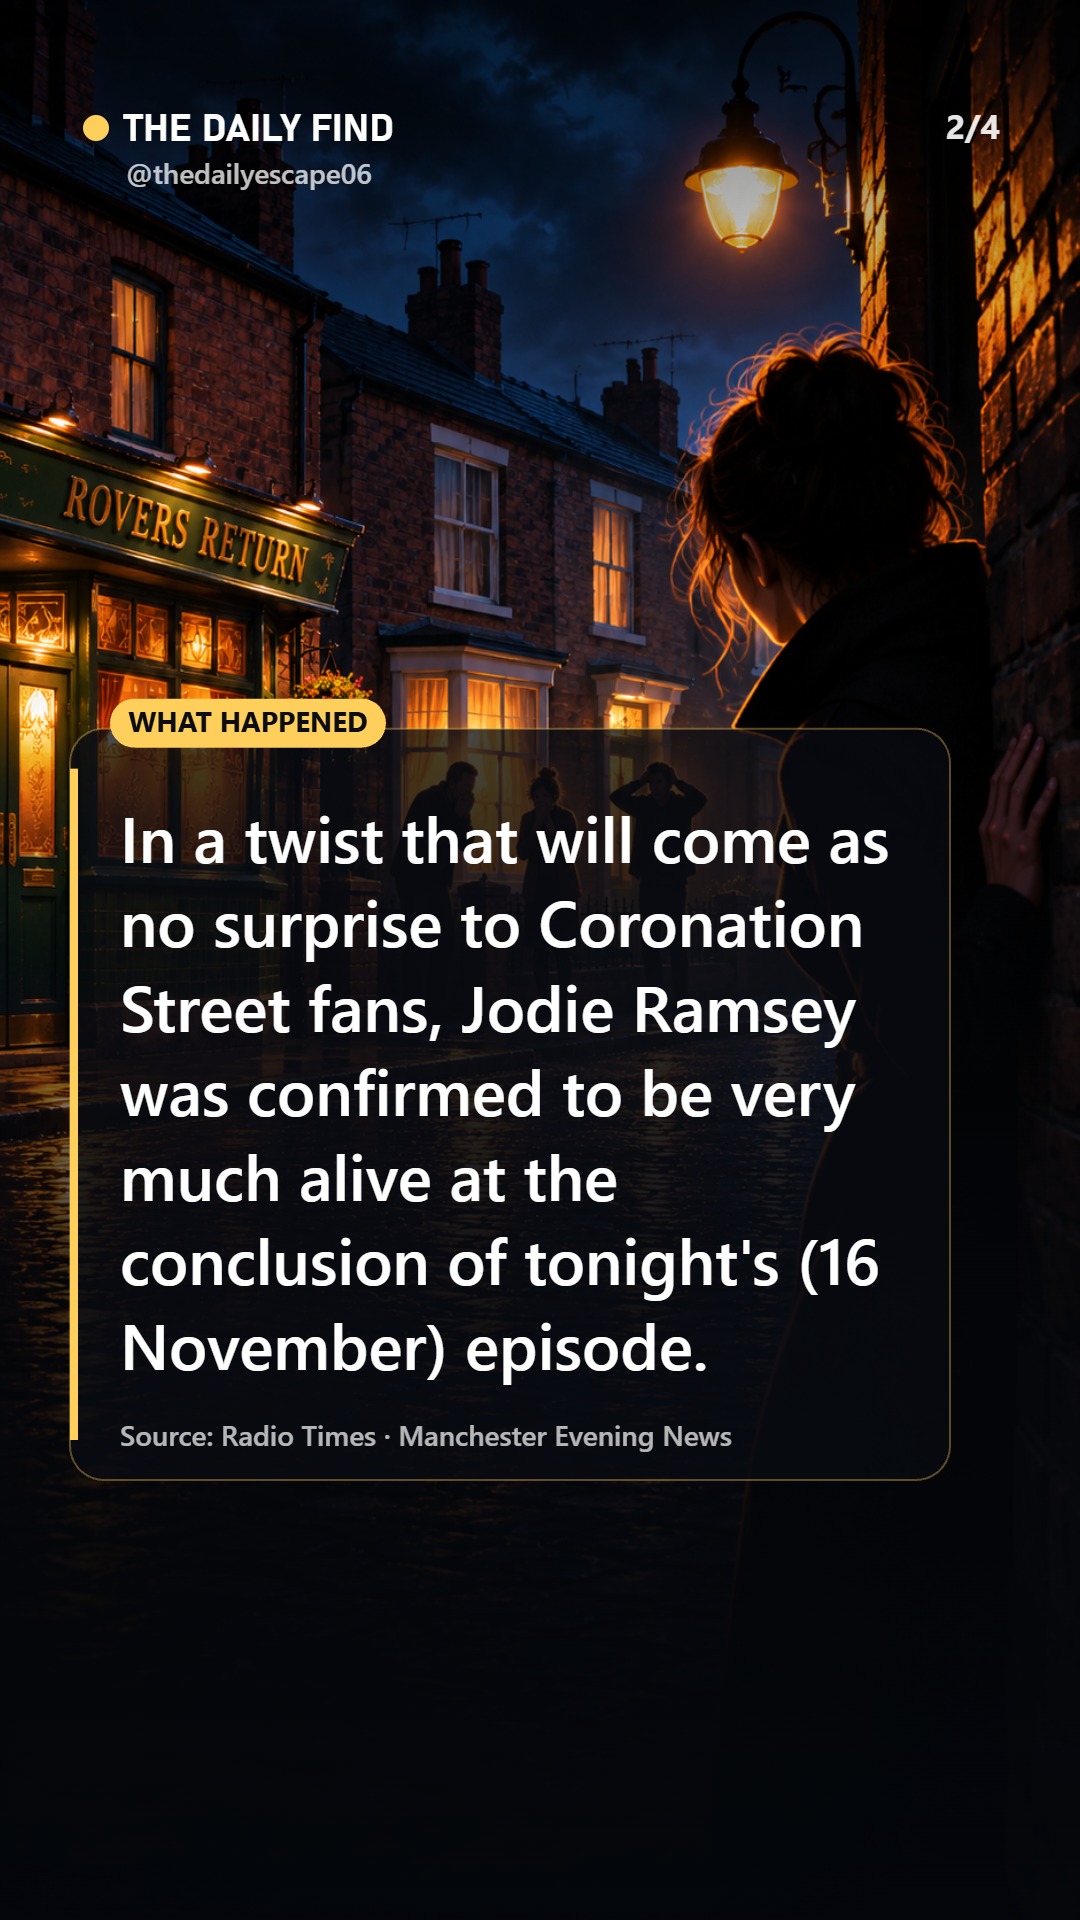 THE DAILY FIND
2/4
@thedailyescape06
ROVERS RETURN
WHAT HAPPENED
In a twist that will come as
no surprise to Coronation
Street fans, Jodie Ramsey
was confirmed to be very
much alive at the
conclusion of tonight's (16
November) episode.
Source: Radio Times · Manchester Evening News